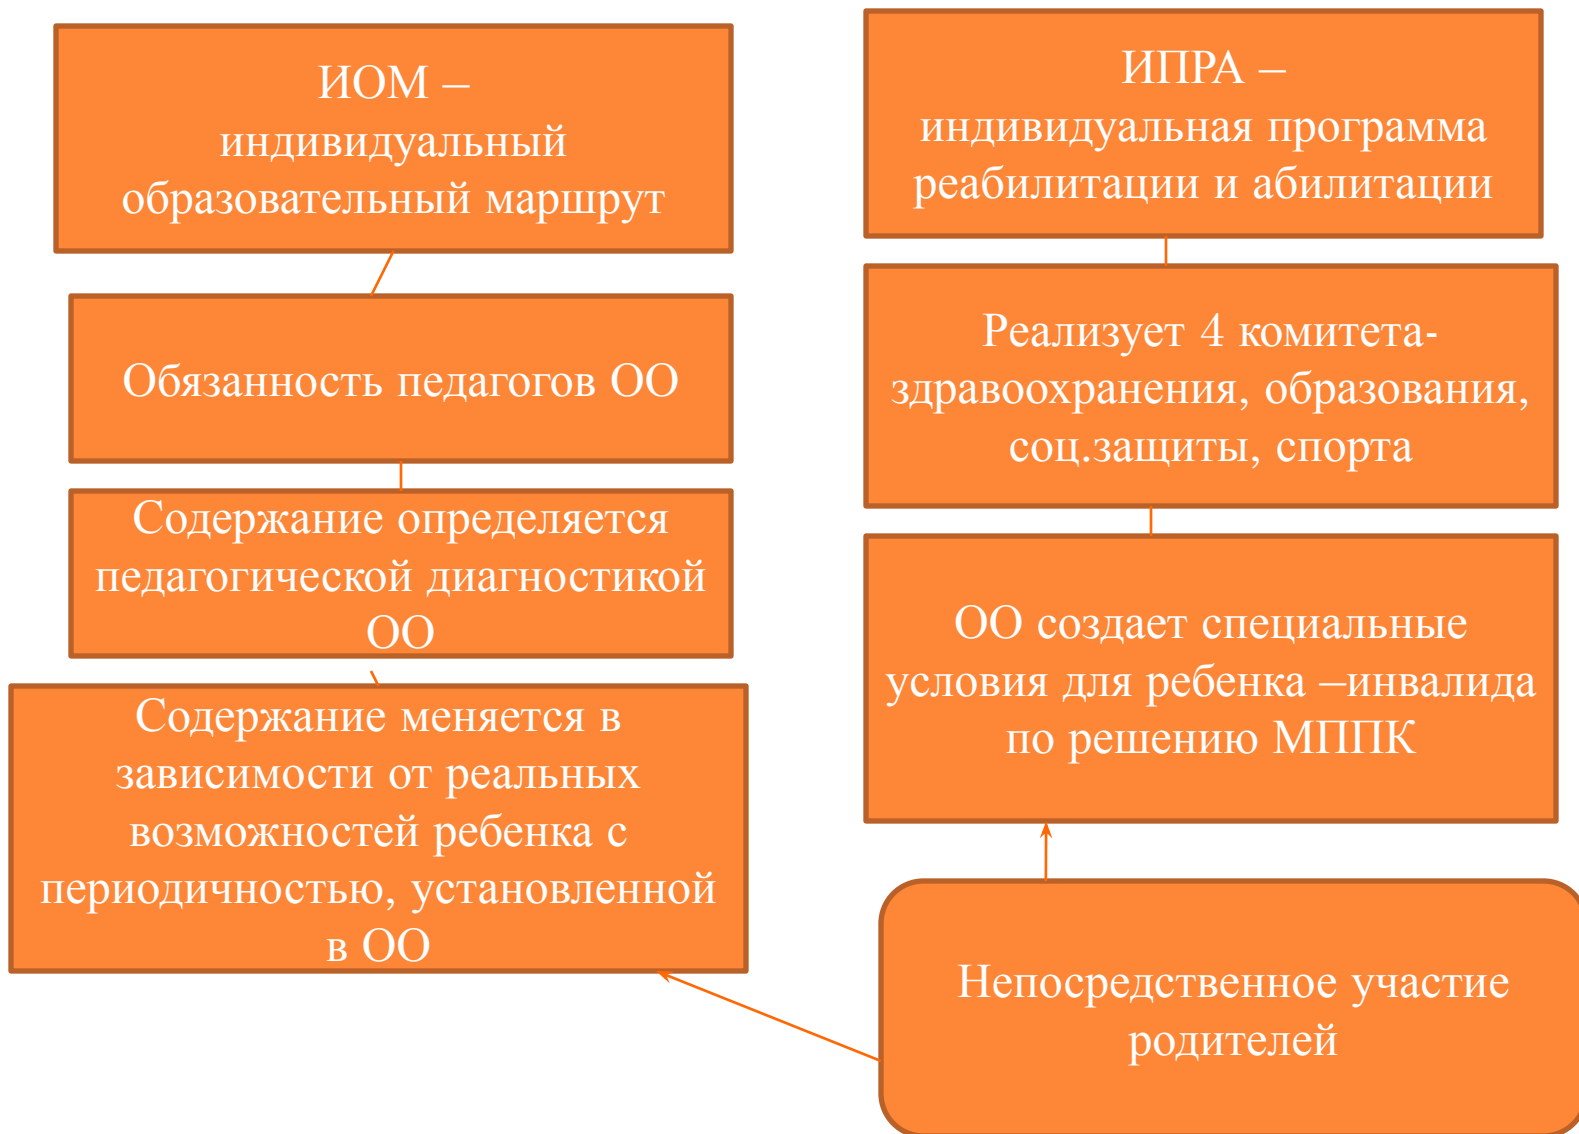 ИОМ –
индивидуальный
образовательный маршрут
Обязанность педагогов ОО
Содержание определяется
педагогической диагностикой
ОО
Содержание меняется в
зависимости от реальных
возможностей ребенка с
периодичностью, установленной
в ОО
ИПРА –
индивидуальная программа
реабилитации и абилитации
Реализует 4 комитета-
здравоохранения, образования,
соц.защиты, спорта
ОО создает специальные
условия для ребенка –инвалида
по решению МППК
Непосредственное участие
родителей